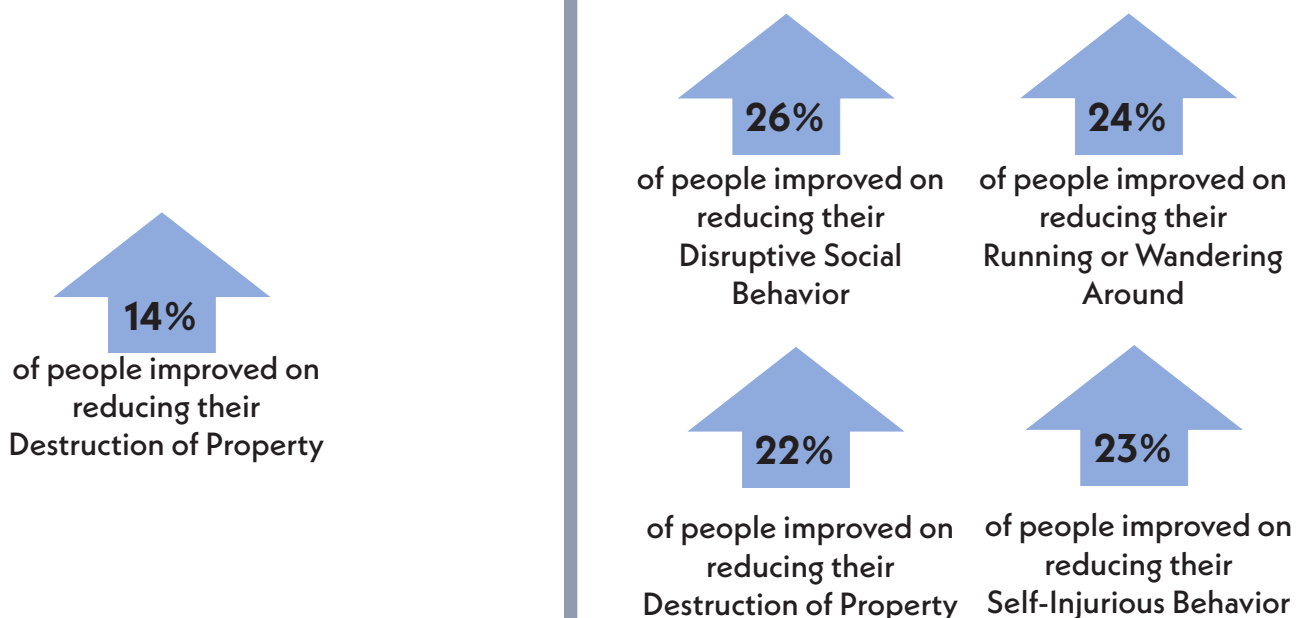 14%
of people improved on
reducing their
Destruction of Property
26%
of people improved on
reducing their
Disruptive Social
Behavior
24%
of people improved on
reducing their
Running or Wandering
Around
22%
of people improved on
reducing their
Destruction of Property
23%
of people improved on
reducing their
Self-Injurious Behavior